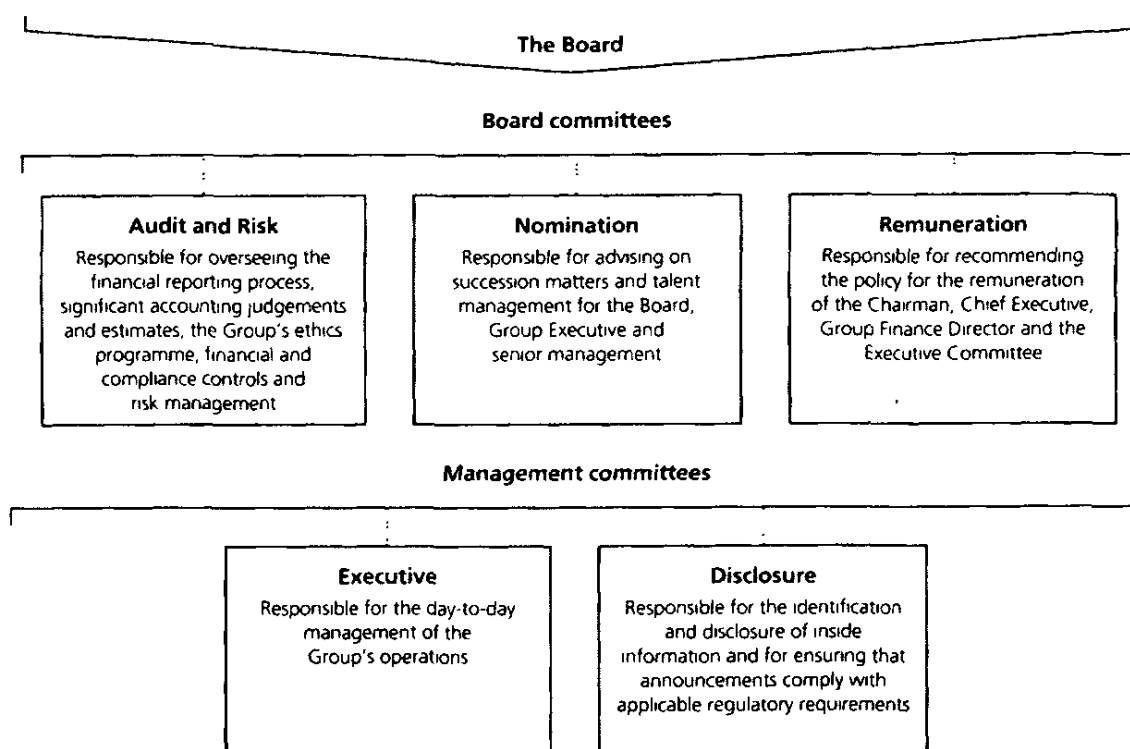 The Board
Board committees
Audit and Risk
Responsible for overseeing the
financial reporting process,
significant accounting judgements
and estimates, the Group's ethics
programme, financial and
compliance controls and
risk management
Nomination
Responsible for advising on
succession matters and talent
management for the Board,
Group Executive and
senior management
Remuneration
Responsible for recommending
the policy for the remuneration
of the Chairman, Chief Executive,
Group Finance Director and the
Executive Committee
Management committees
Executive
Responsible for the day-to-day
management of the
Group's operations
Disclosure
Responsible for the identification
and disclosure of inside
information and for ensuring that
announcements comply with
applicable regulatory requirements